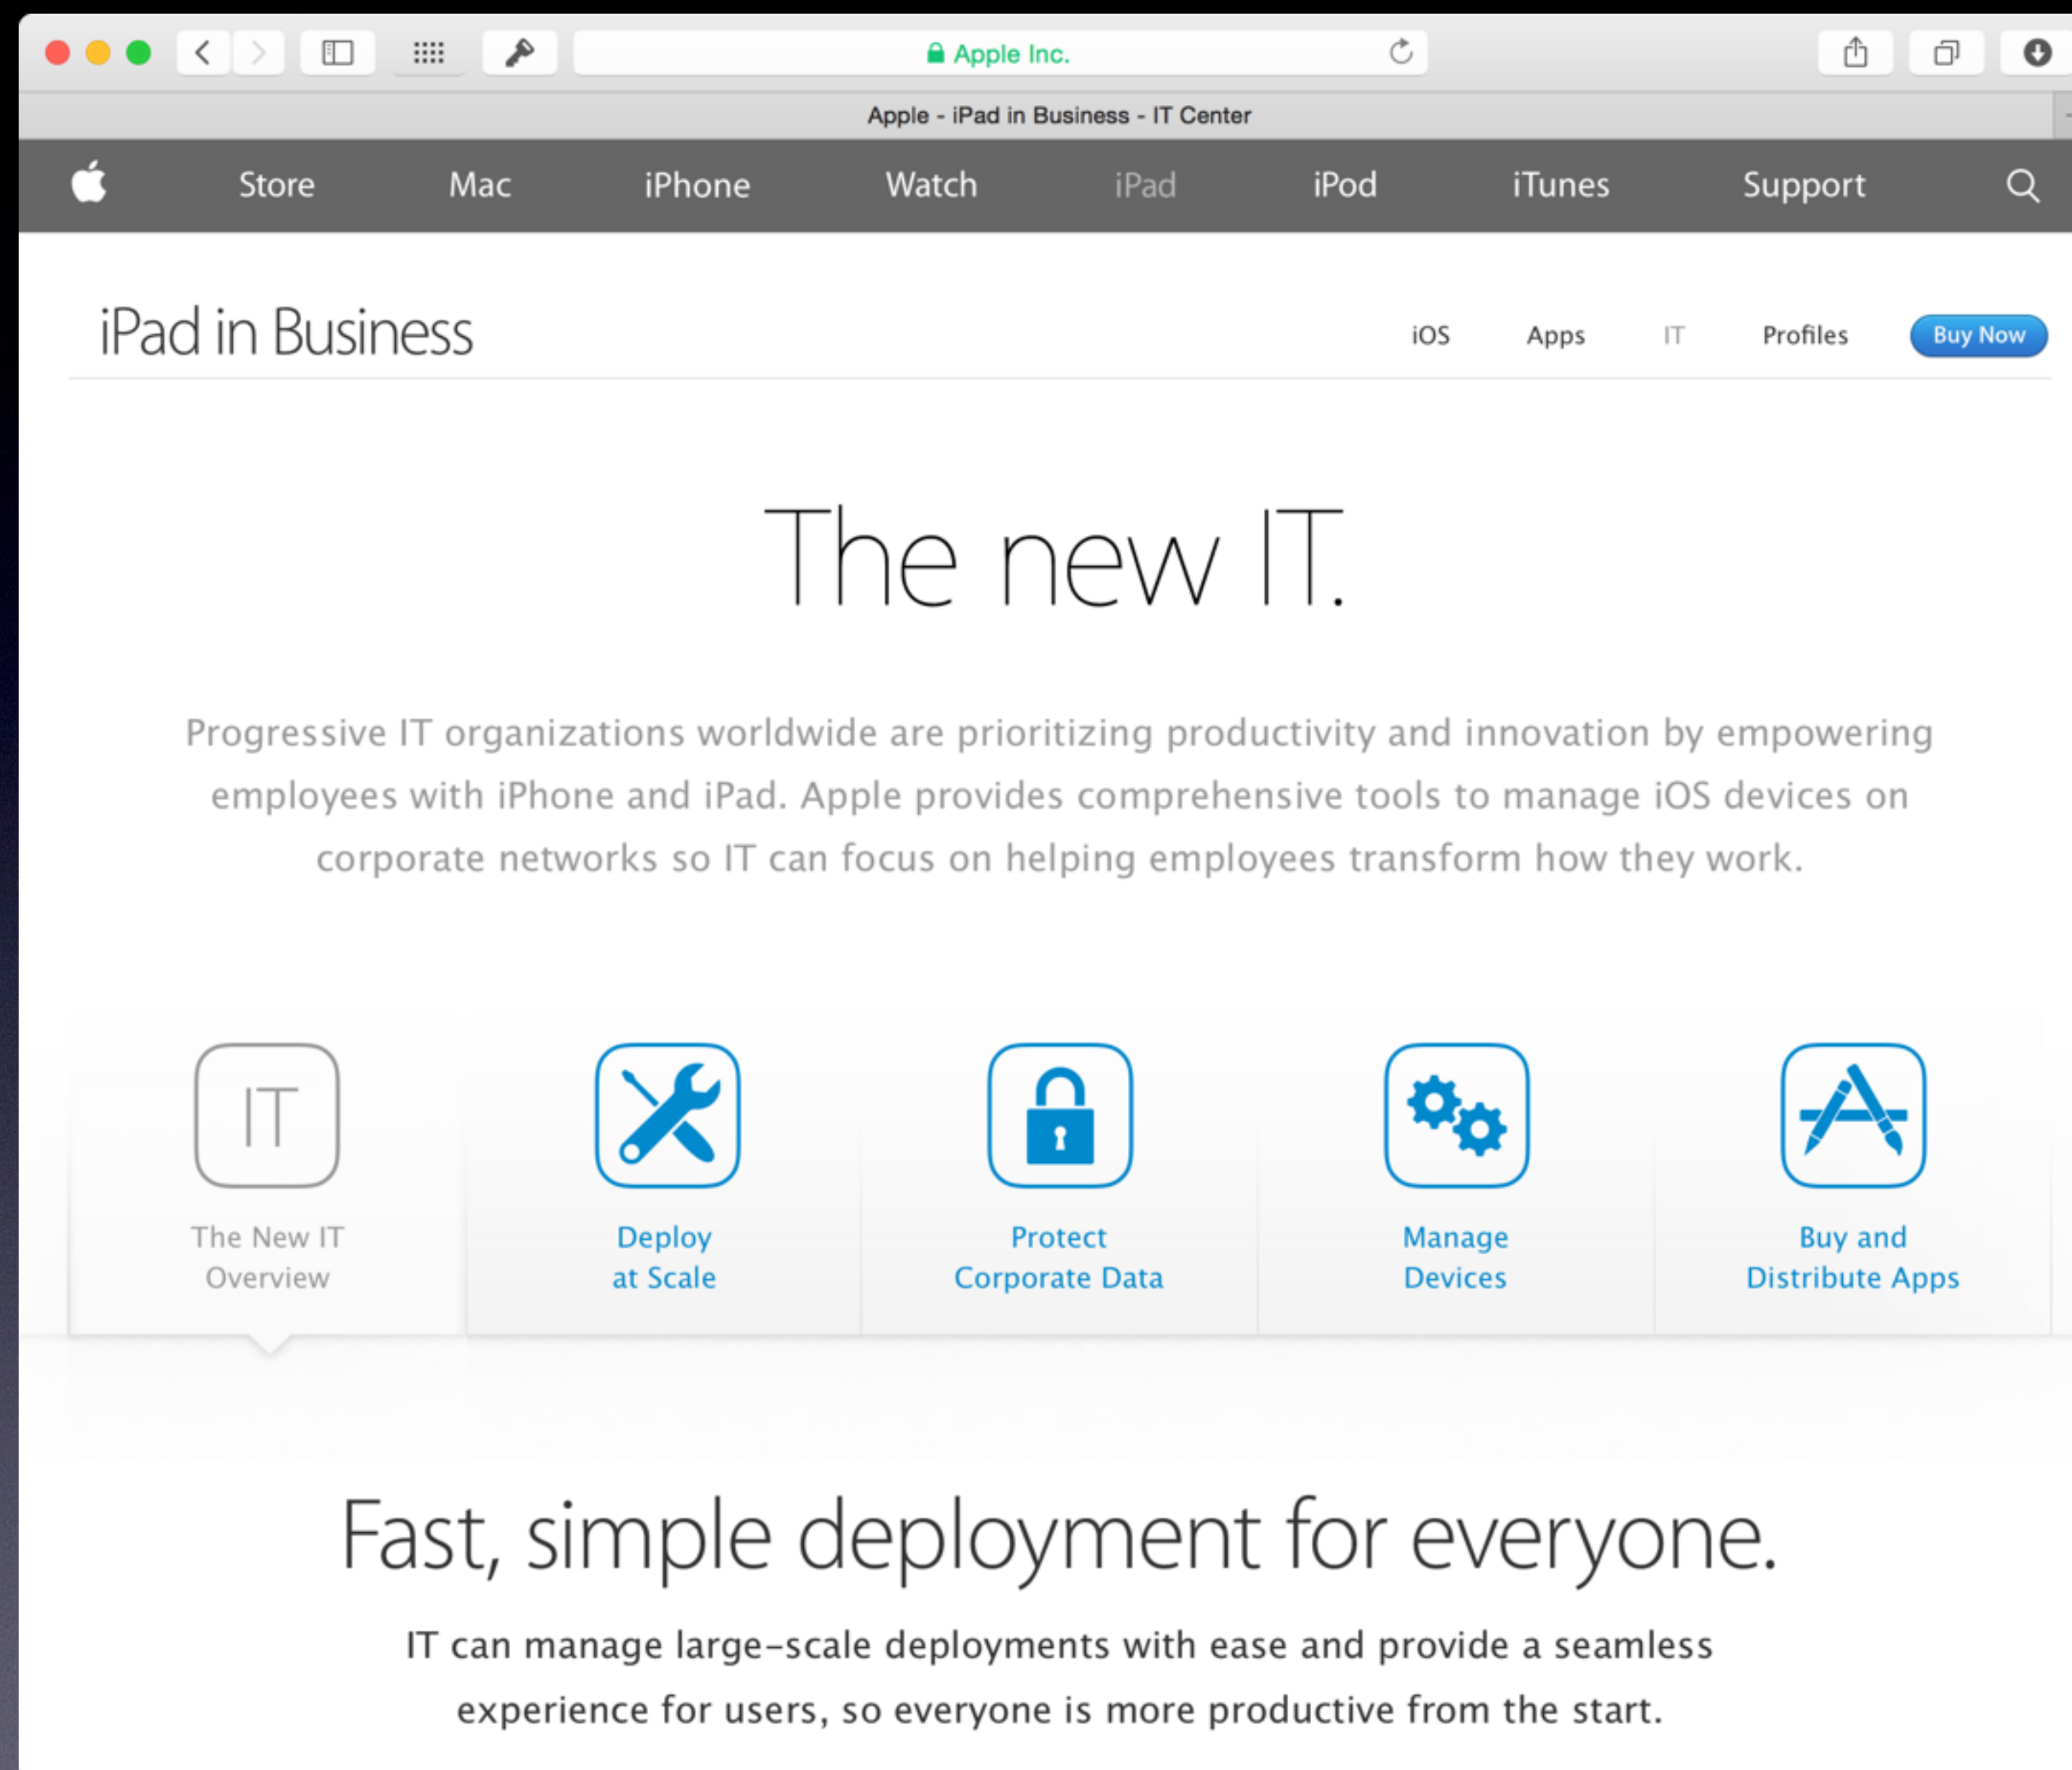 Apple Inc.
Apple - iPad in Business - IT Center
Store Mac iPhone Watch iPad iPod iTunes Support
iPad in Business
iOS Apps IT Profiles Buy Now
The new IT.
Progressive IT organizations worldwide are prioritizing productivity and innovation by empowering
employees with iPhone and iPad. Apple provides comprehensive tools to manage iOS devices on
corporate networks so IT can focus on helping employees transform how they work.
IT
The New IT
Overview
Deploy
at Scale
Protect
Corporate Data
Manage
Devices
Buy and
Distribute Apps
Fast, simple deployment for everyone.
IT can manage large-scale deployments with ease and provide a seamless
experience for users, so everyone is more productive from the start.